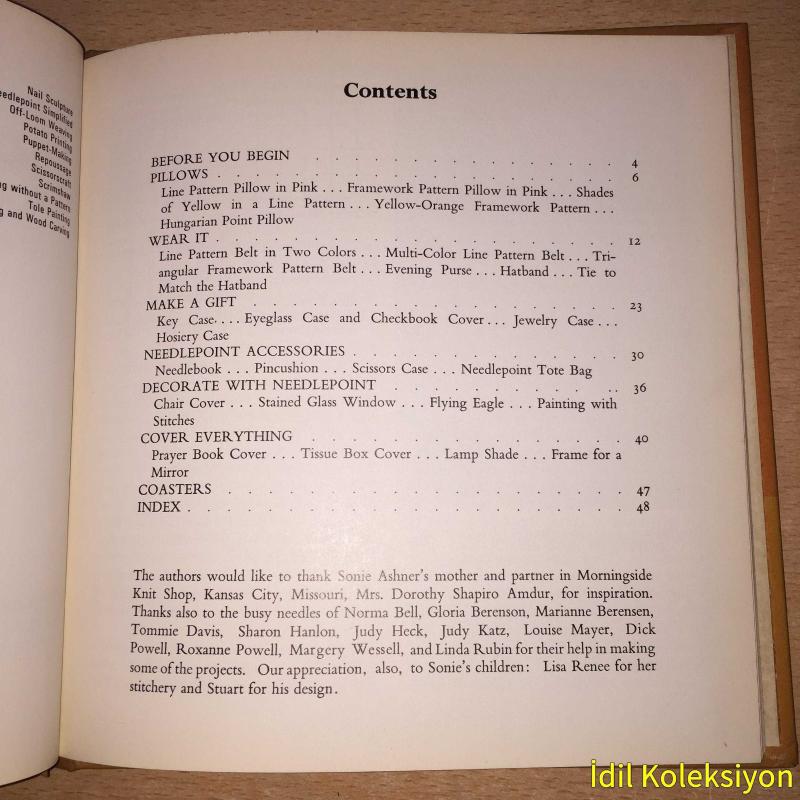 Nail Sculpture
eedlepoint Simplified
Off-Loom Weaving
Potato Printing
Puppet-Making
Repoussage
Scissorscraft
Scrimshaw
ng without a Pattern
Tole Painting
g and Wood Carving
Contents
BEFORE YOU BEGIN . . . . . . . . . . . . . . 4
PILLOWS . . . . . . . . . . . . . . . . . . 6
Line Pattern Pillow in Pink . . . Framework Pattern Pillow in Pink . . . Shades
of Yellow in a Line Pattern . . . Yellow-Orange Framework Pattern . . .
Hungarian Point Pillow
WEAR IT . . . . . . . . . . . . . . . . . . 12
Line Pattern Belt in Two Colors . . . Multi-Color Line Pattern Belt . . . Tri-
angular Framework Pattern Belt . . . Evening Purse . . . Hatband . . . Tie to
Match the Hatband
MAKE A GIFT . . . . . . . . . . . . . . . . 23
Key Case. . . . Eyeglass Case and Checkbook Cover . . . Jewelry Case . . .
Hosiery Case
NEEDLEPOINT ACCESSORIES . . . . . . . . . . . . 30
Needlebook . . . Pincushion . . . Scissors Case . . . Needlepoint Tote Bag
DECORATE WITH NEEDLEPOINT . . . . . . . . . . 36
Chair Cover . . . Stained Glass Window . . . Flying Eagle . . . Painting with
Stitches
COVER EVERYTHING . . . . . . . . . . . . . . 40
Prayer Book Cover . . . Tissue Box Cover . . . Lamp Shade . . . Frame for a
Mirror
COASTERS . . . . . . . . . . . . . . . . . . 47
INDEX . . . . . . . . . . . . . . . . . . . 48
The authors would like to thank Sonie Ashner's mother and partner in Morningside
Knit Shop, Kansas City, Missouri, Mrs. Dorothy Shapiro Amdur, for inspiration.
Thanks also to the busy needles of Norma Bell, Gloria Berenson, Marianne Berensen,
Tommie Davis, Sharon Hanlon, Judy Heck, Judy Katz, Louise Mayer, Dick
Powell, Roxanne Powell, Margery Wessell, and Linda Rubin for their help in making
some of the projects. Our appreciation, also, to Sonie's children: Lisa Renee for her
stitchery and Stuart for his design.
İdil Koleksiyon